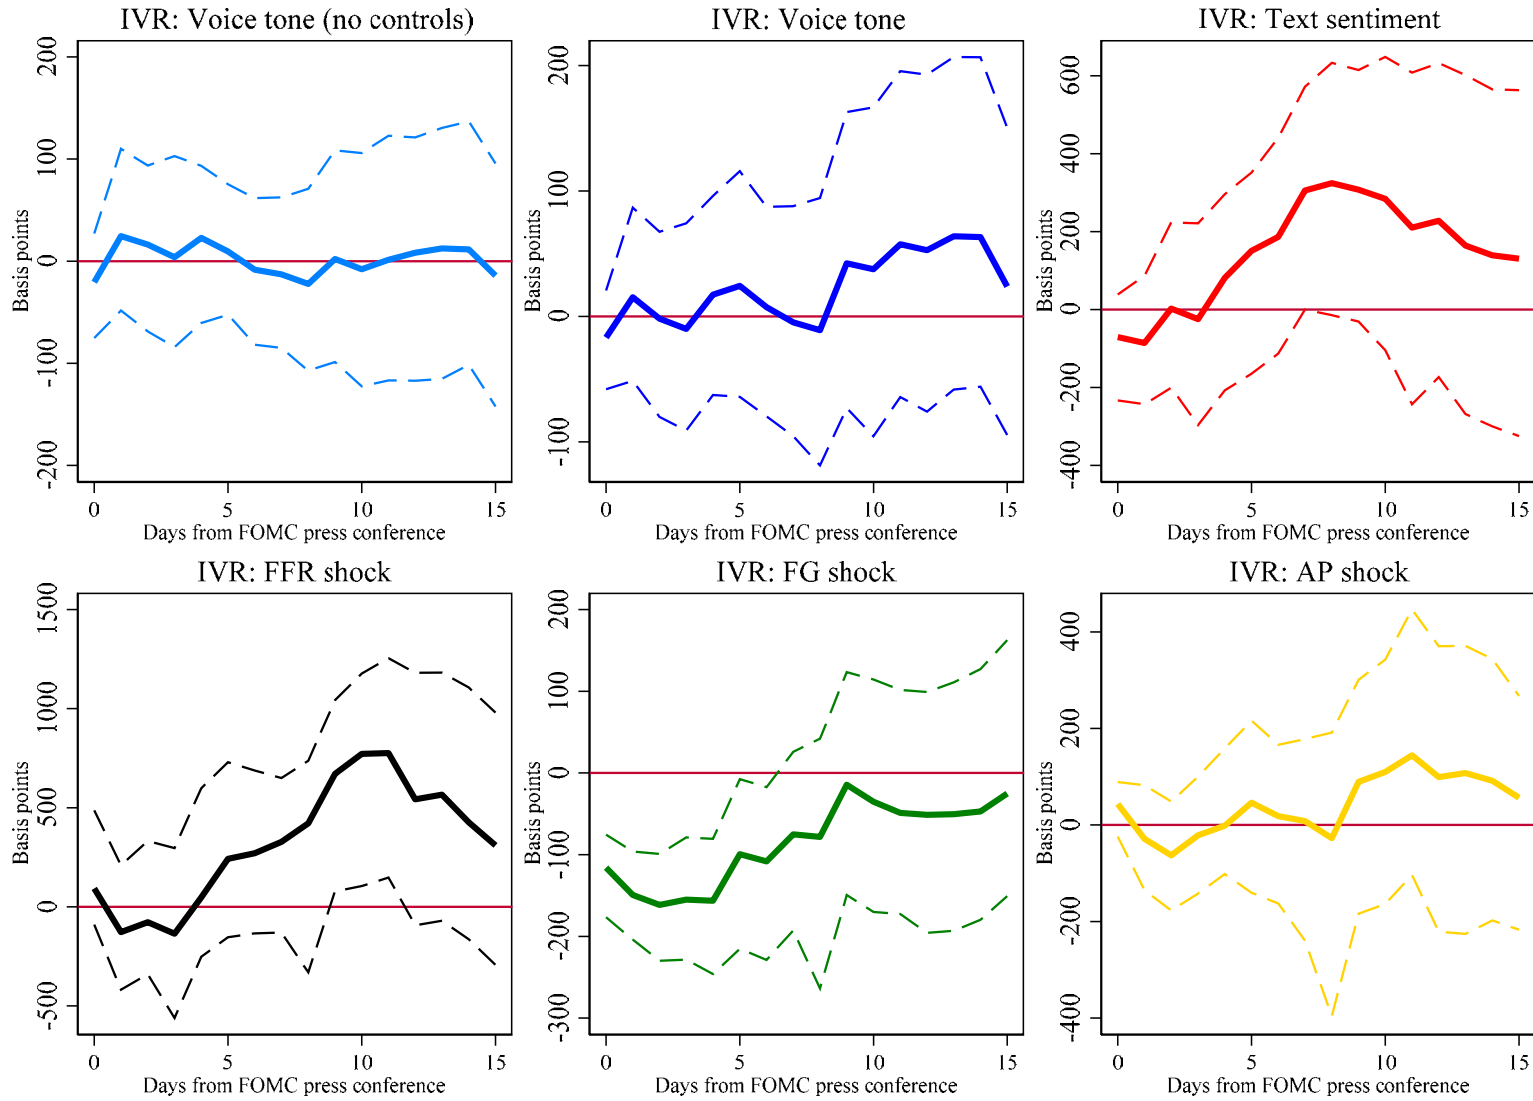 IVR: Voice tone (no controls)
Basis points
200
100
0
-100
-200
0 5 10 15
Days from FOMC press conference
IVR: Voice tone
Basis points
200
100
0
-100
0 5 10 15
Days from FOMC press conference
IVR: Text sentiment
Basis points
600
400
200
0
-200
-400
0 5 10 15
Days from FOMC press conference
IVR: FFR shock
Basis points
1500
1000
500
0
-500
0 5 10 15
Days from FOMC press conference
IVR: FG shock
Basis points
200
100
0
-100
-200
-300
0 5 10 15
Days from FOMC press conference
IVR: AP shock
Basis points
400
200
0
-200
-400
0 5 10 15
Days from FOMC press conference